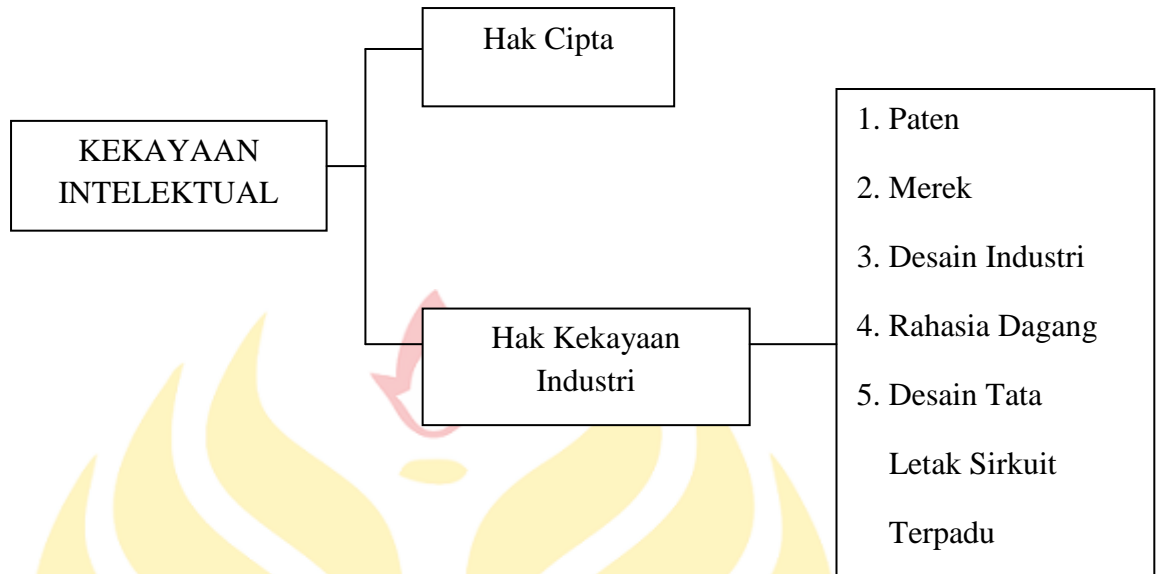 Hak Cipta
KEKAYAAN
INTELEKTUAL
Hak Kekayaan
Industri
1. Paten
2. Merek
3. Desain Industri
4. Rahasia Dagang
5. Desain Tata
Letak Sirkuit
Terpadu